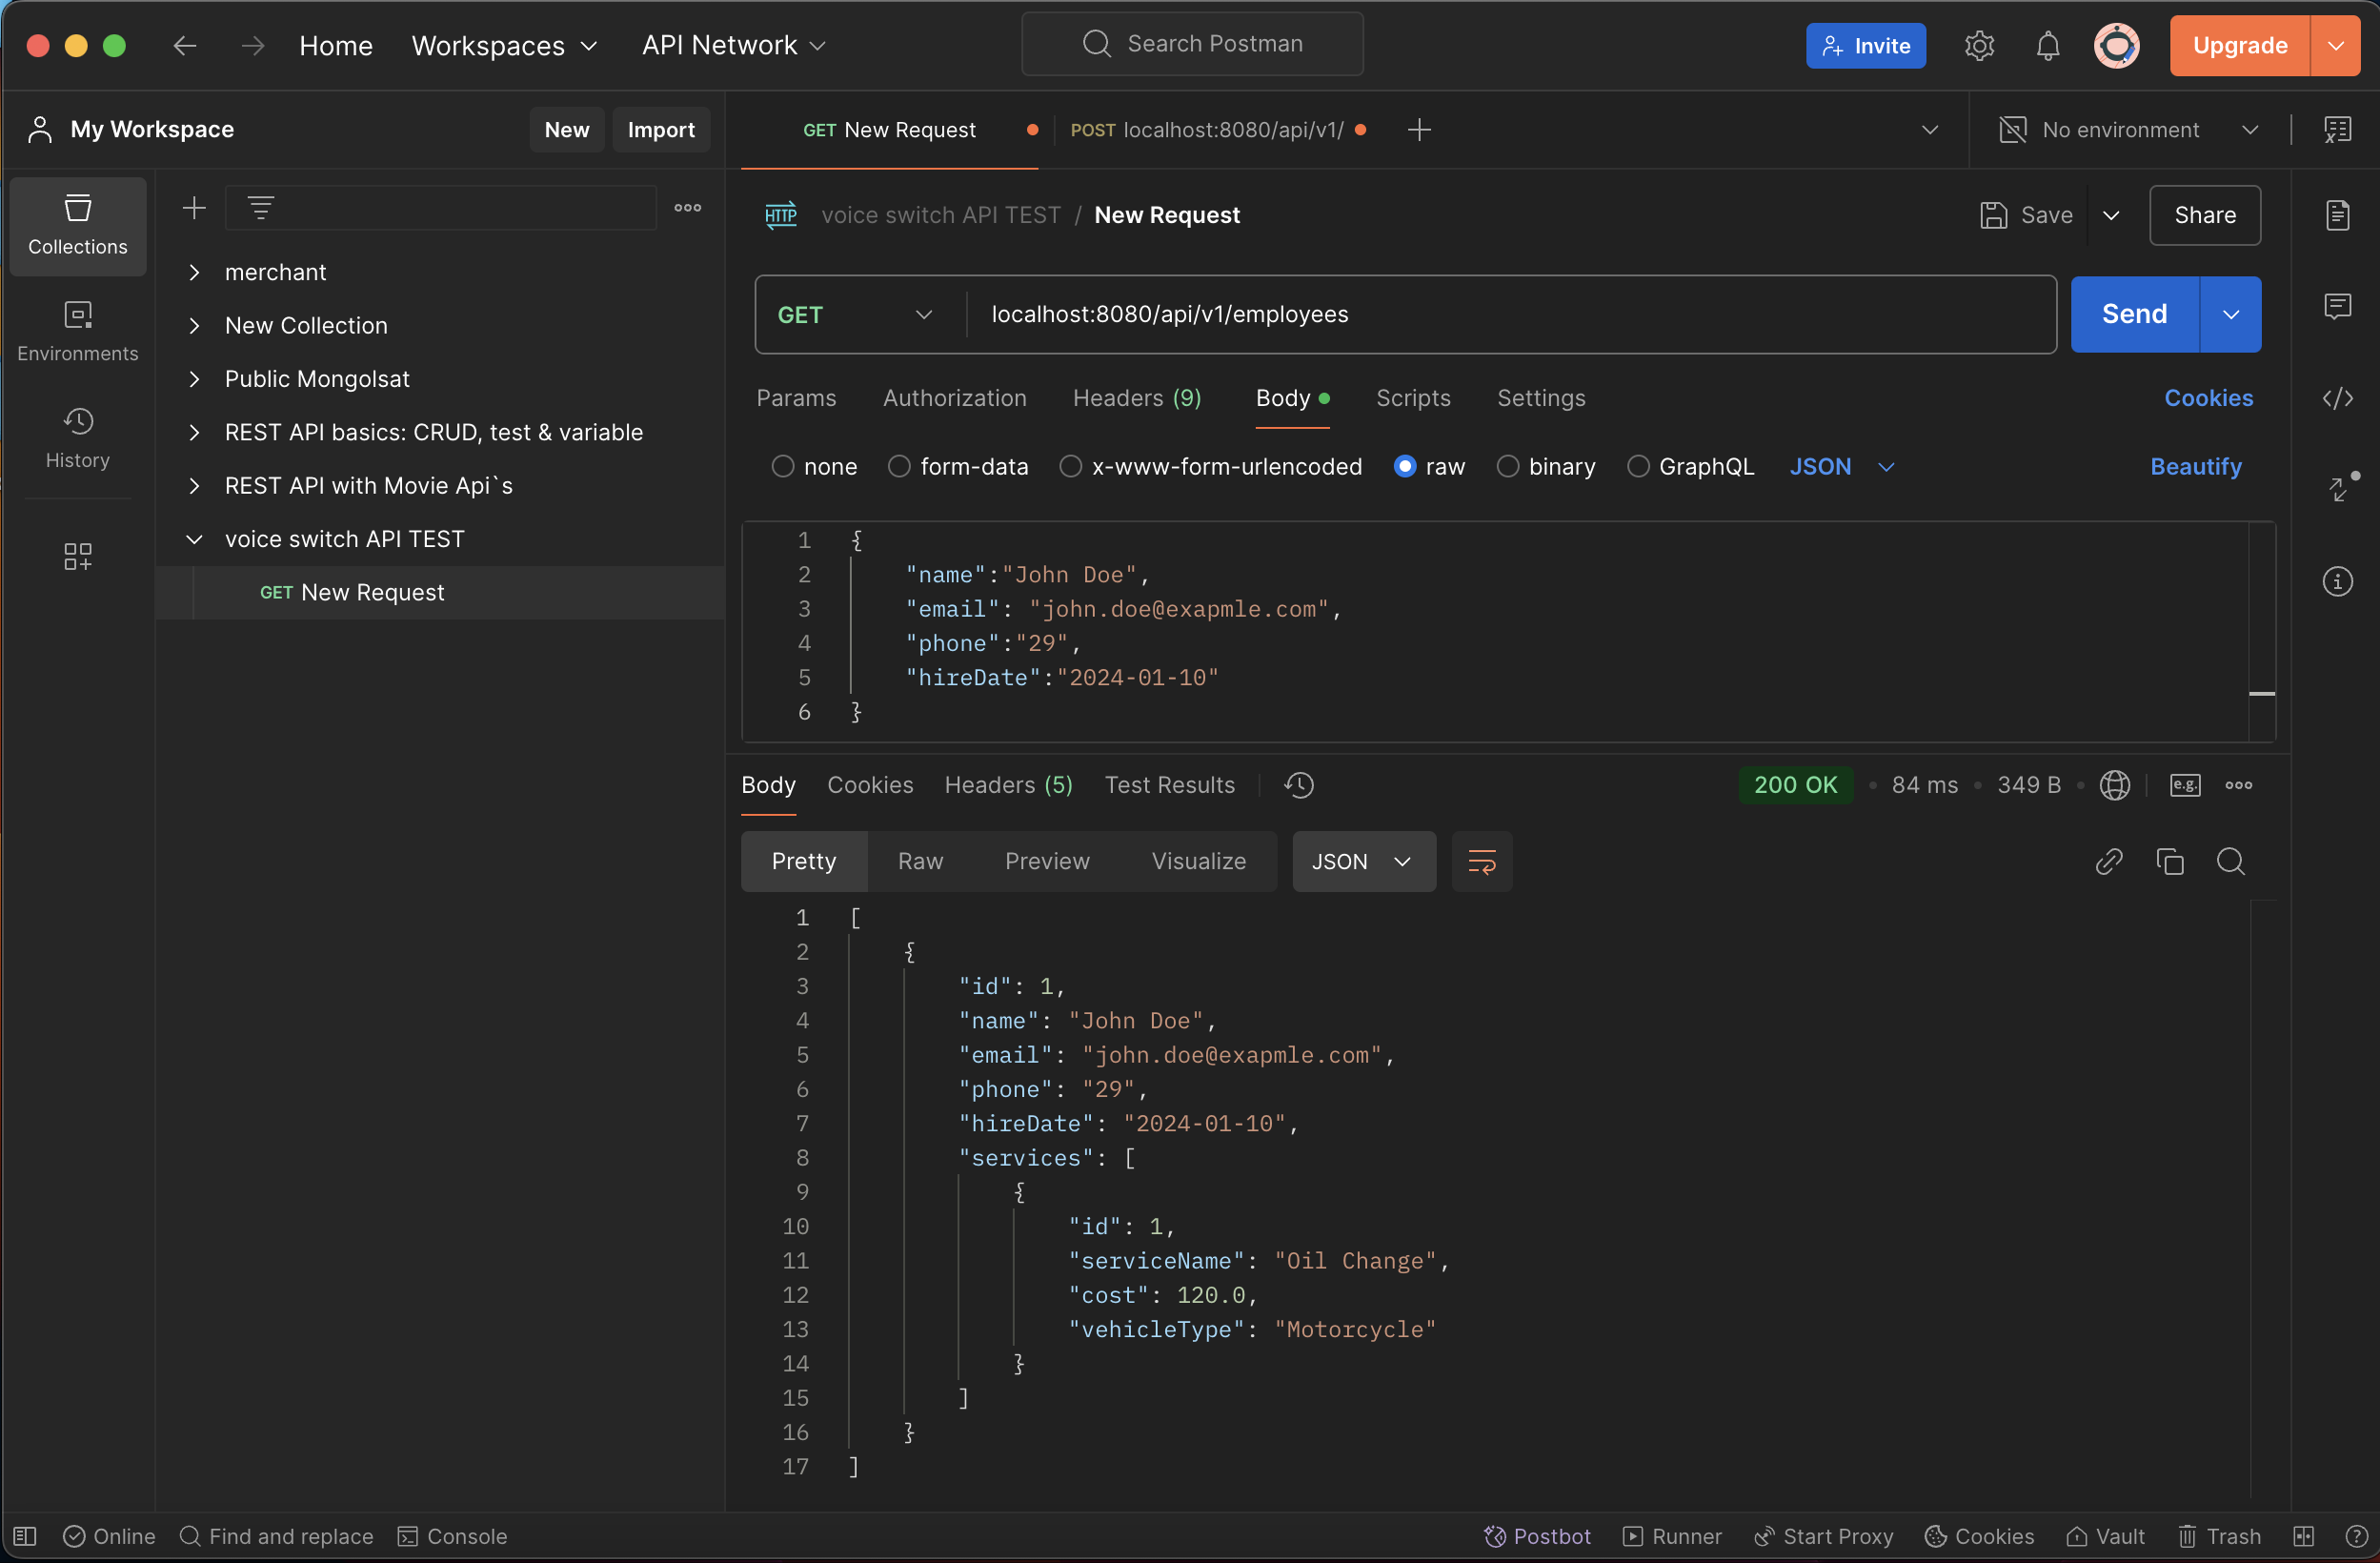 Home Workspaces API Network Search Postman Invite Upgrade
My Workspace New Import GET New Request POST localhost:8080/api/v1/ No environment
Collections
Environments
History
merchant
New Collection
Public Mongolsat
REST API basics: CRUD, test & variable
REST API with Movie Api`s
voice switch API TEST
GET New Request
HTTP voice switch API TEST / New Request Save Share
GET localhost:8080/api/v1/employees Send
Params Authorization Headers (9) Body Scripts Settings Cookies
none form-data x-www-form-urlencoded raw binary GraphQL JSON Beautify
1 {
2 "name":"John Doe",
3 "email": "john.doe@exapmle.com",
4 "phone":"29",
5 "hireDate":"2024-01-10"
6 }
Body Cookies Headers (5) Test Results 200 OK • 84 ms • 349 B • e.g.
Pretty Raw Preview Visualize JSON
1 [
2 {
3 "id": 1,
4 "name": "John Doe",
5 "email": "john.doe@exapmle.com",
6 "phone": "29",
7 "hireDate": "2024-01-10",
8 "services": [
9 {
10 "id": 1,
11 "serviceName": "Oil Change",
12 "cost": 120.0,
13 "vehicleType": "Motorcycle"
14 }
15 ]
16 }
17 ]
Online Find and replace Console Postbot Runner Start Proxy Cookies Vault Trash